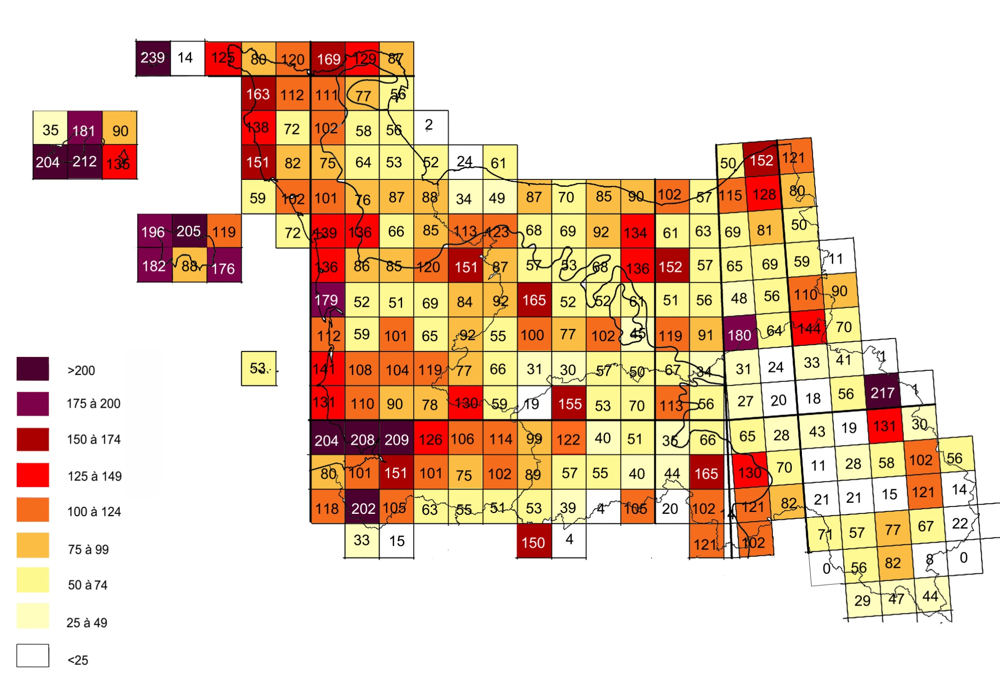 239 14 125 80 120 169 129 87
163 112 111 77 56
35 181 90 138 72 102 58 56 2
204 212 135 151 82 75 64 53 52 24 61 50 152 121
59 102 101 76 87 88 34 49 87 70 85 90 102 57 115 128 80
196 205 119 72 139 136 66 85 113 123 68 69 92 134 61 63 69 81 50
182 88 176 136 86 85 120 151 87 57 53 68 136 152 57 65 69 59 11
179 52 51 69 84 92 165 52 52 61 51 56 48 56 110 90
112 59 101 65 92 55 100 77 102 45 119 91 180 64 144 70
53 141 108 104 119 77 66 31 30 57 50 67 34 31 24 33 41 1
131 110 90 78 130 59 19 155 53 70 113 56 27 20 18 56 217 1
204 208 209 126 106 114 99 122 40 51 35 66 65 28 43 19 131 30
80 101 151 101 75 102 89 57 55 40 44 165 130 70 11 28 58 102 56
118 202 105 63 55 51 53 39 4 105 20 102 14 121 82 21 21 15 121 14
33 15 150 4 121 102 71 57 77 67 22
0 56 82 8 0
29 47 44
>200
175 à 200
150 à 174
125 à 149
100 à 124
75 à 99
50 à 74
25 à 49
<25